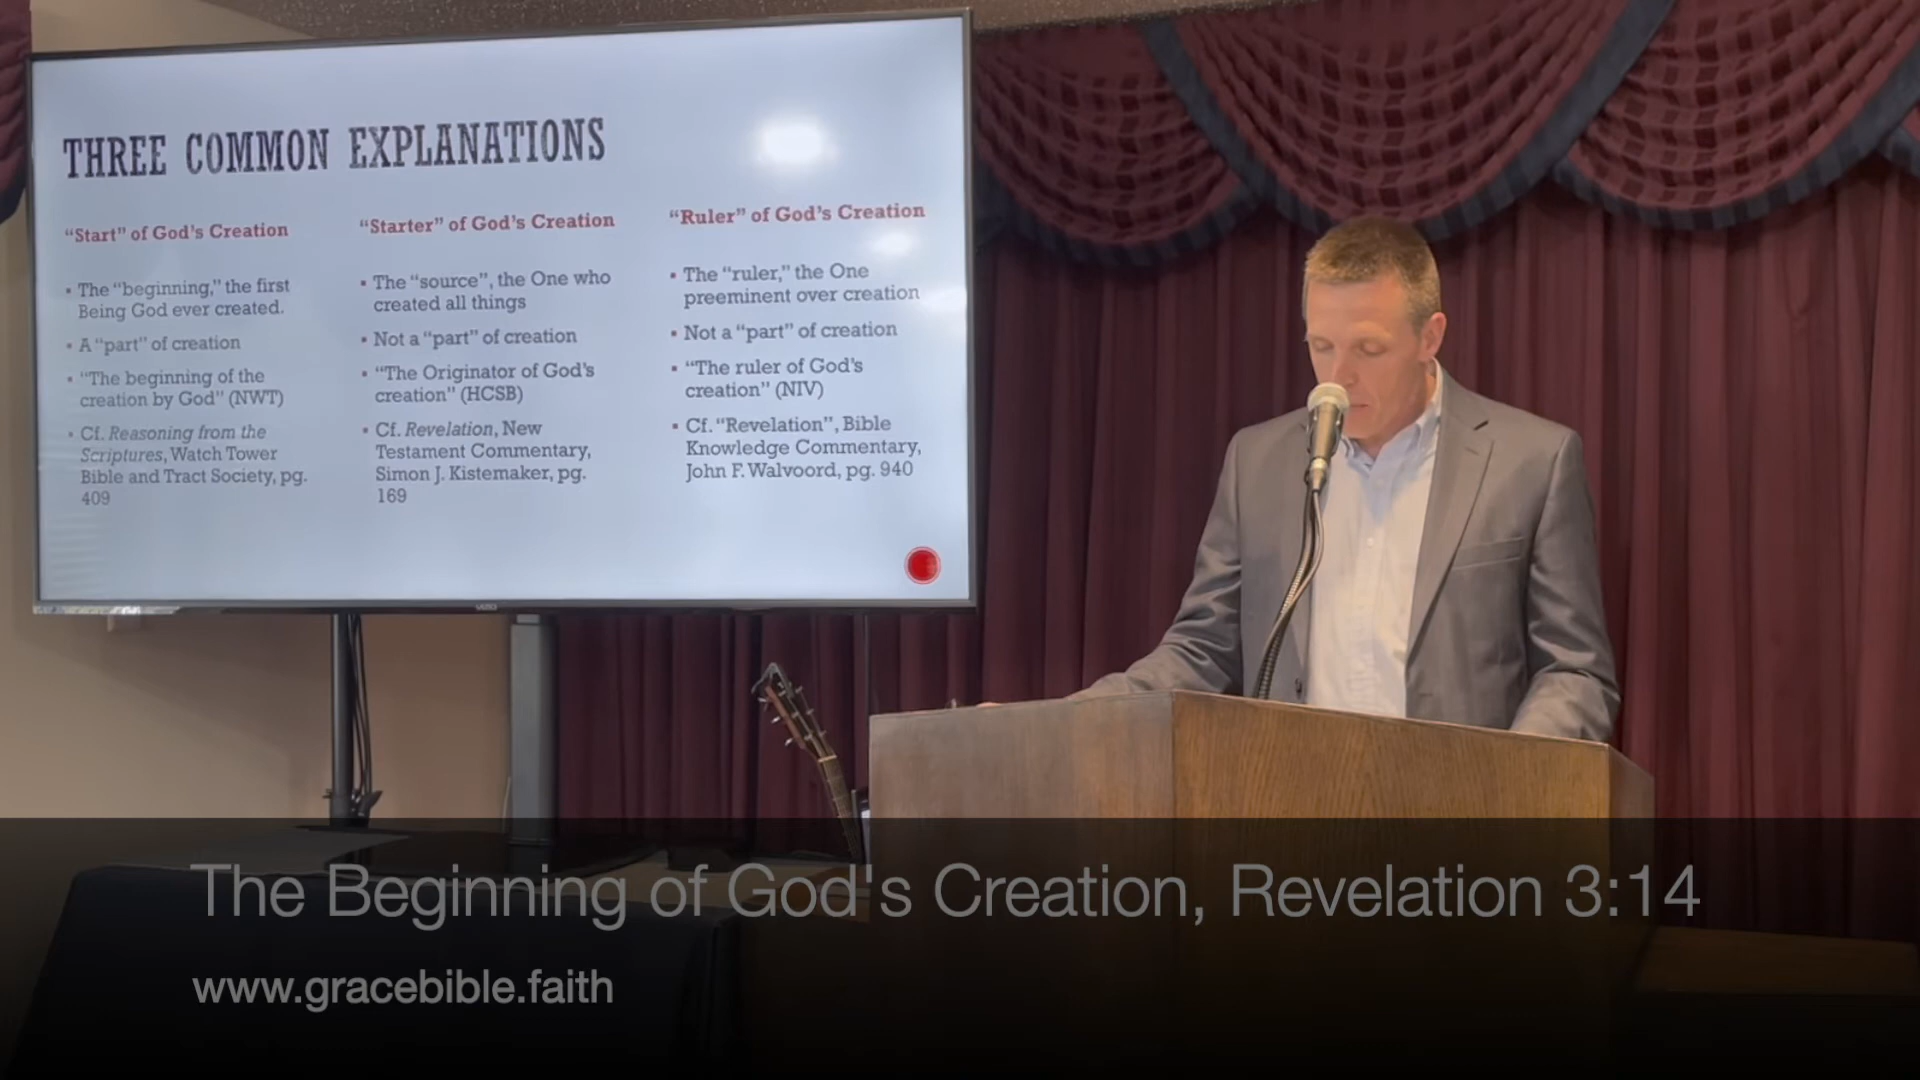 THREE COMMON EXPLANATIONS
“Start” of God’s Creation
▪ The “beginning,” the first
Being God ever created.
▪ A “part” of creation
▪ “The beginning of the
creation by God” (NWT)
▪ Cf. Reasoning from the
Scriptures, Watch Tower
Bible and Tract Society, pg.
409
“Starter” of God’s Creation
▪ The “source”, the One who
created all things
▪ Not a “part” of creation
▪ “The Originator of God’s
creation” (HCSB)
▪ Cf. Revelation, New
Testament Commentary,
Simon J. Kistemaker, pg.
169
“Ruler” of God’s Creation
▪ The “ruler,” the One
preeminent over creation
▪ Not a “part” of creation
▪ “The ruler of God’s
creation” (NIV)
▪ Cf. “Revelation”, Bible
Knowledge Commentary,
John F. Walvoord, pg. 940
VIZIO
The Beginning of God's Creation, Revelation 3:14
www.gracebible.faith